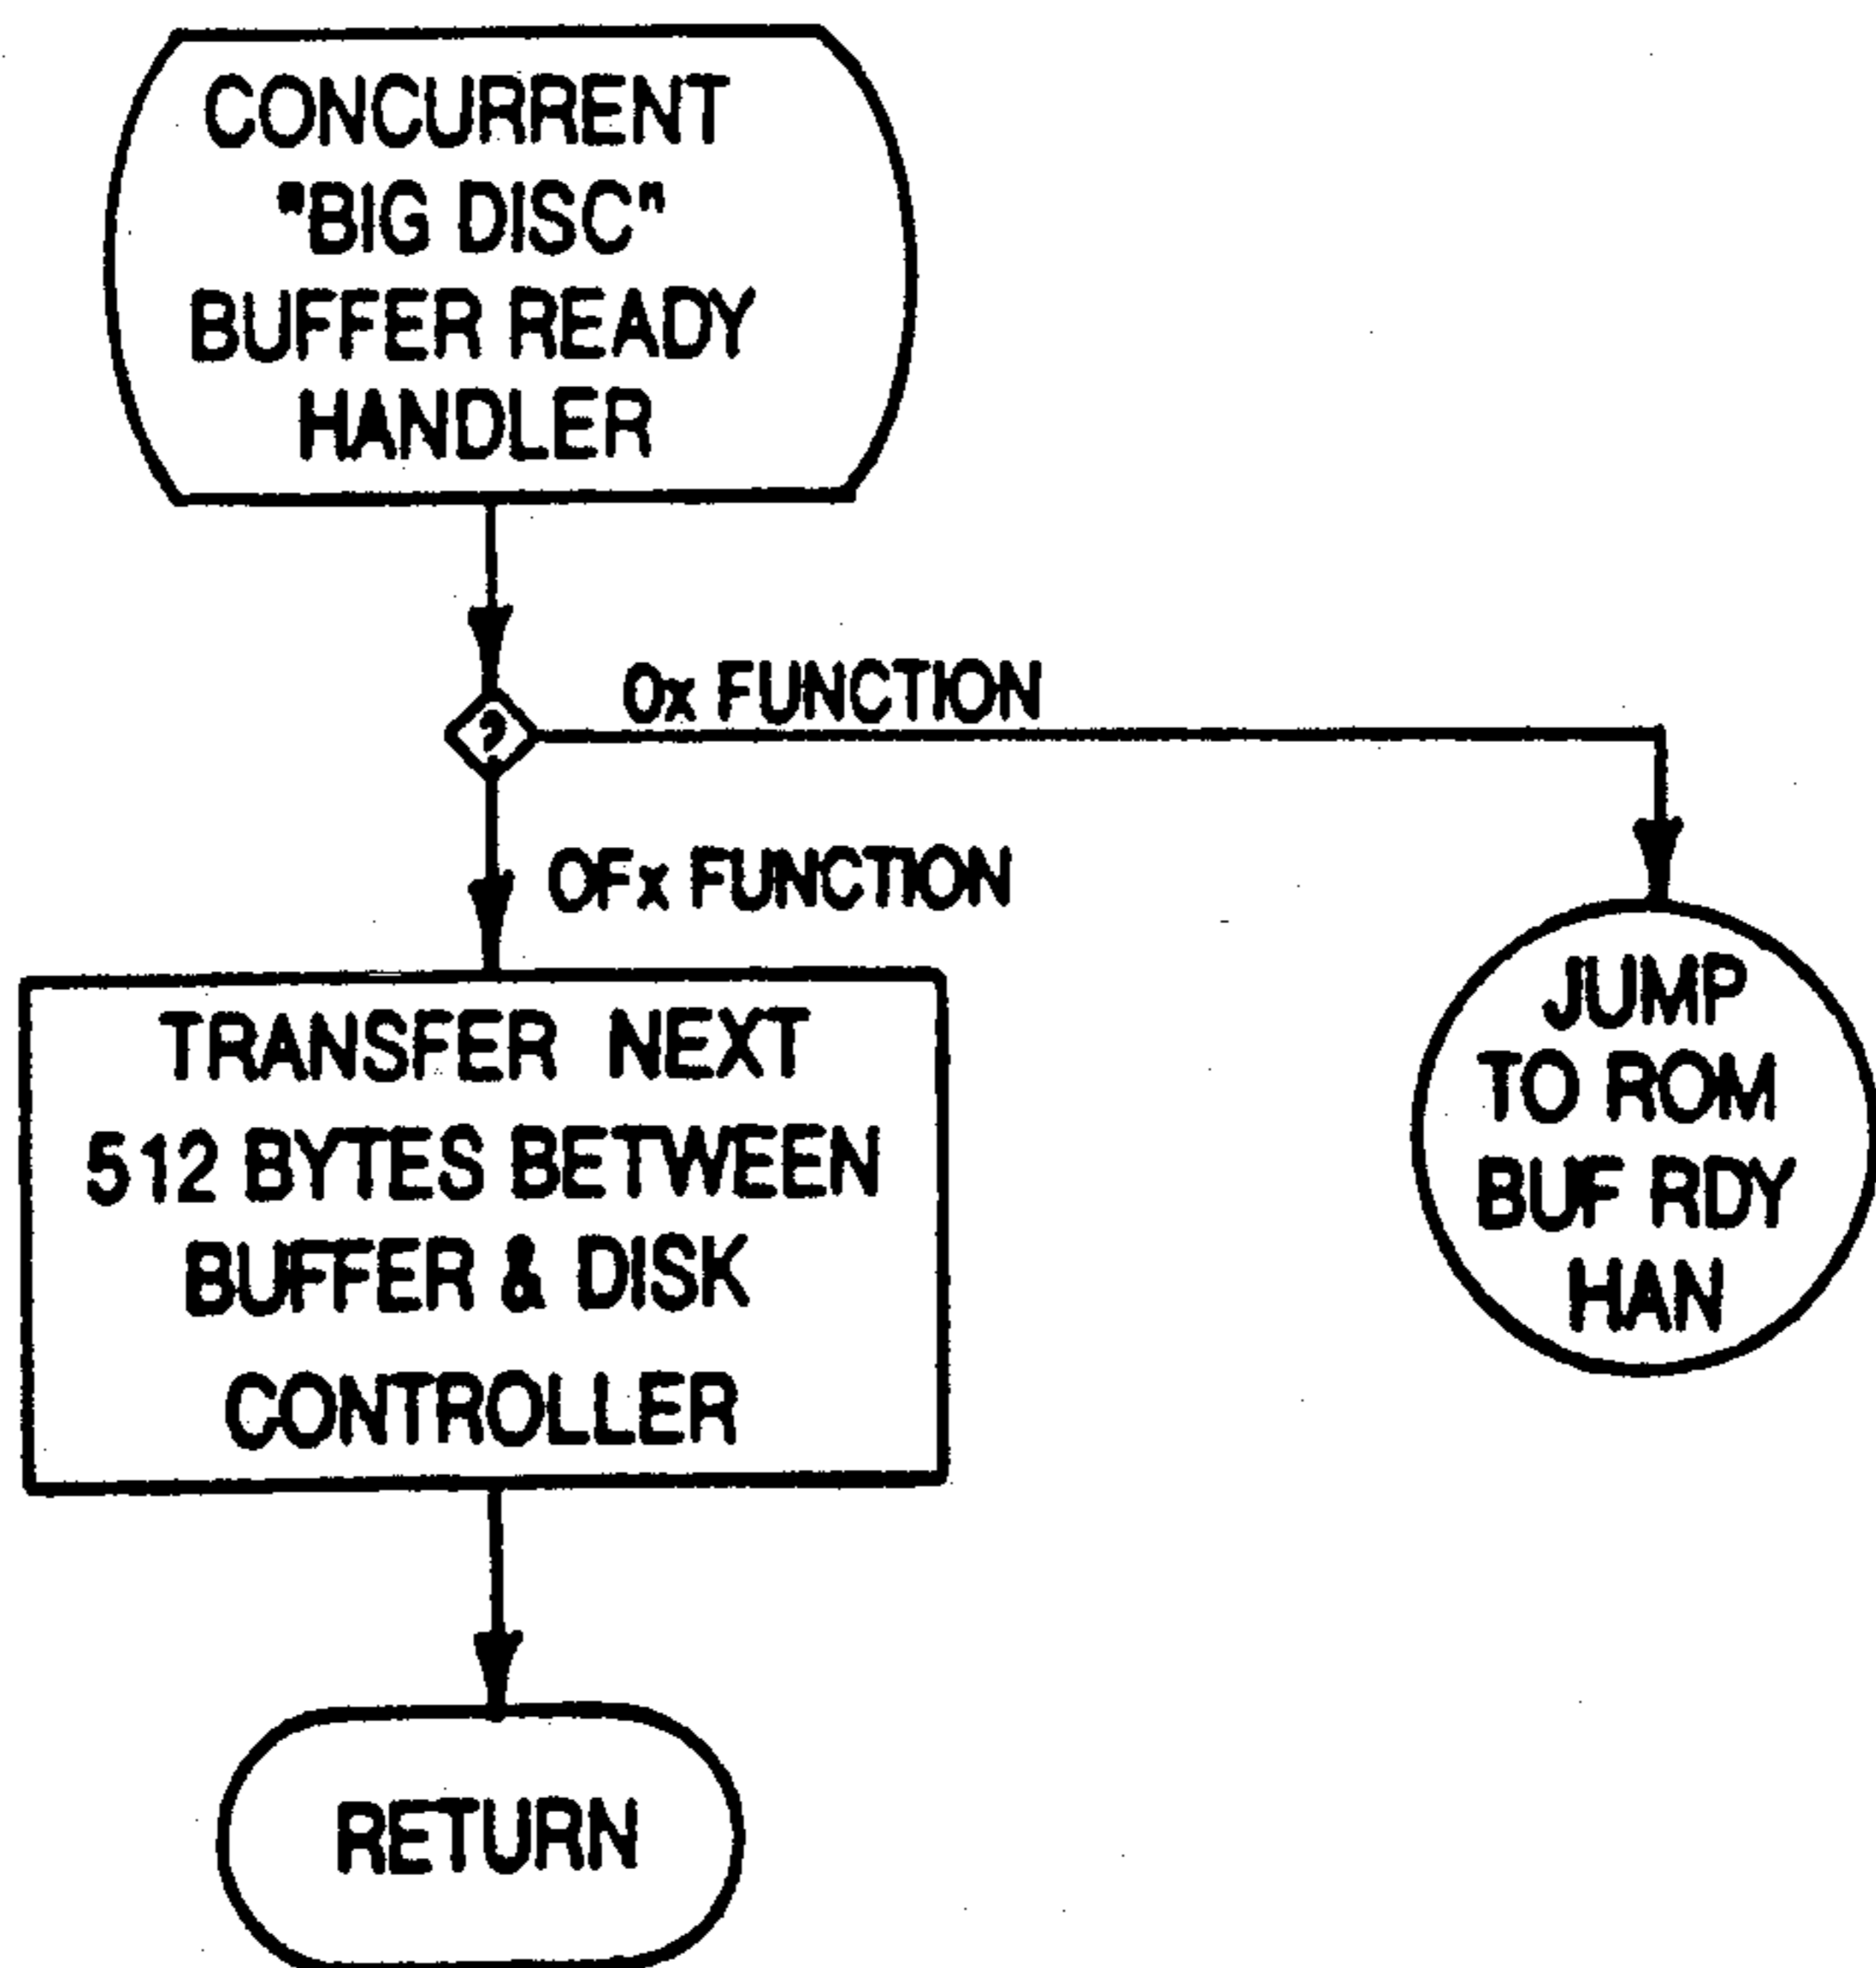 CONCURRENT
"BIG DISC"
BUFFER READY
HANDLER
?
0x FUNCTION
OFx FUNCTION
TRANSFER NEXT
512 BYTES BETWEEN
BUFFER & DISK
CONTROLLER
JUMP
TO ROM
BUF RDY
HAN
RETURN